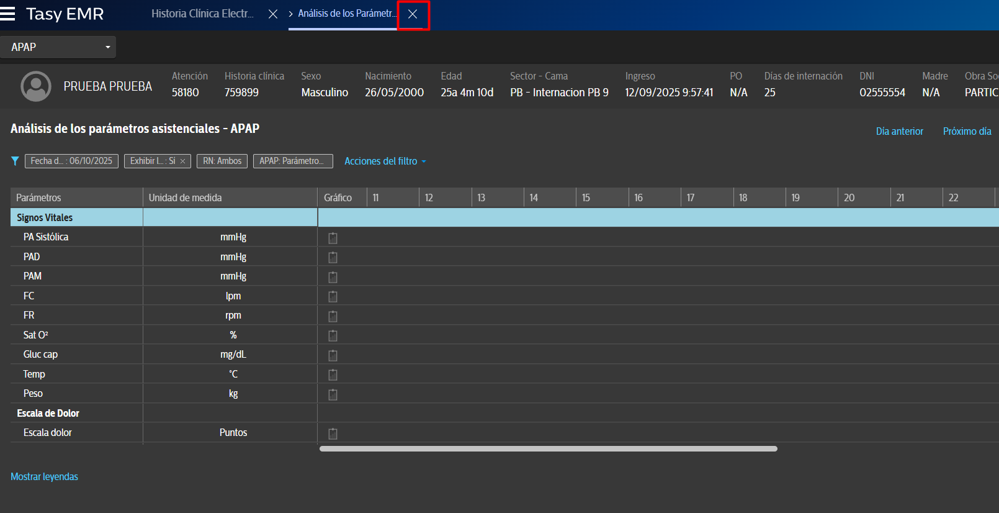 Tasy EMR
Historia Clínica Electr...
Análisis de los Parámetr...
APAP
PRUEBA PRUEBA
Atención Historia clínica Sexo Nacimiento Edad Sector - Cama Ingreso PO Días de internación DNI Madre Obra So
58180 759899 Masculino 26/05/2000 25a 4m 10d PB - Internacion PB 9 12/09/2025 9:57:41 N/A 25 02555554 N/A PARTIC
Análisis de los parámetros asistenciales - APAP
Día anterior Próximo día
Fecha d... : 06/10/2025 Exhibir l... : Sí RN: Ambos APAP: Parámetro... Acciones del filtro
Parámetros Unidad de medida Gráfico 11 12 13 14 15 16 17 18 19 20 21 22
Signos Vitales
PA Sistólica mmHg
PAD mmHg
PAM mmHg
FC lpm
FR rpm
Sat O² %
Gluc cap mg/dL
Temp °C
Peso kg
Escala de Dolor
Escala dolor Puntos
Mostrar leyendas